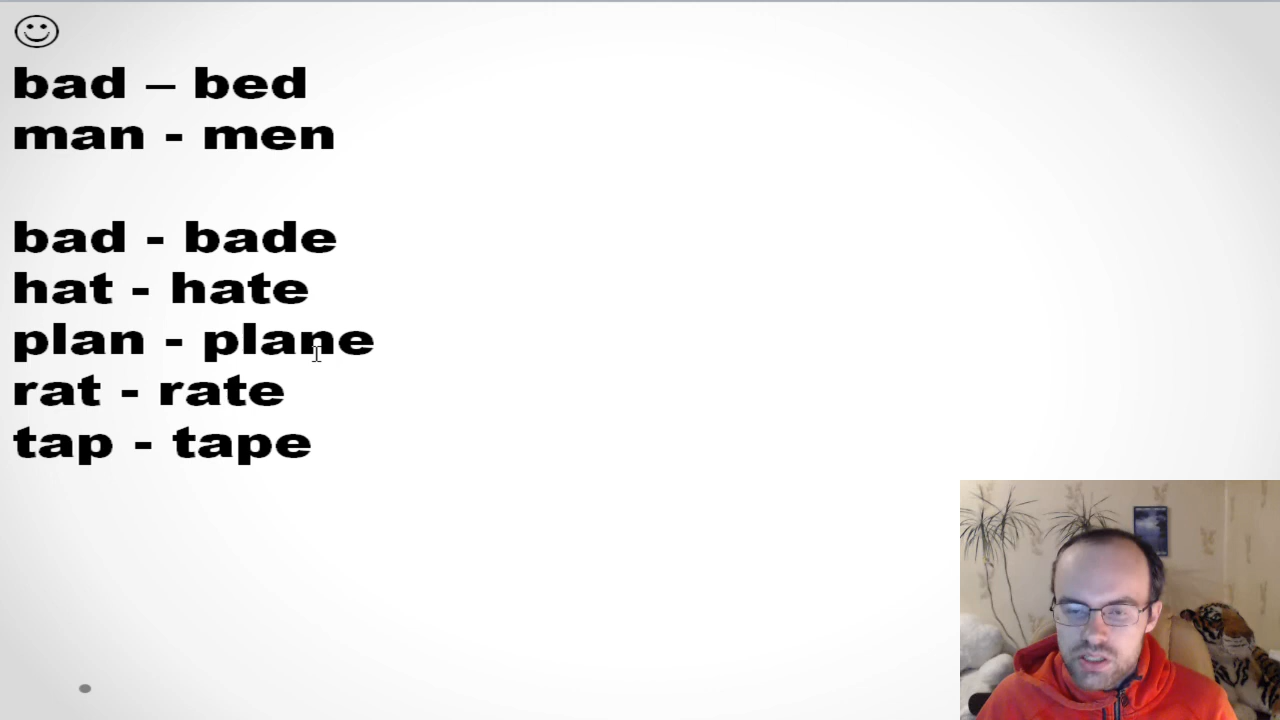 bad – bed
man - men
bad - bade
hat - hate
plan - plane
rat - rate
tap - tape